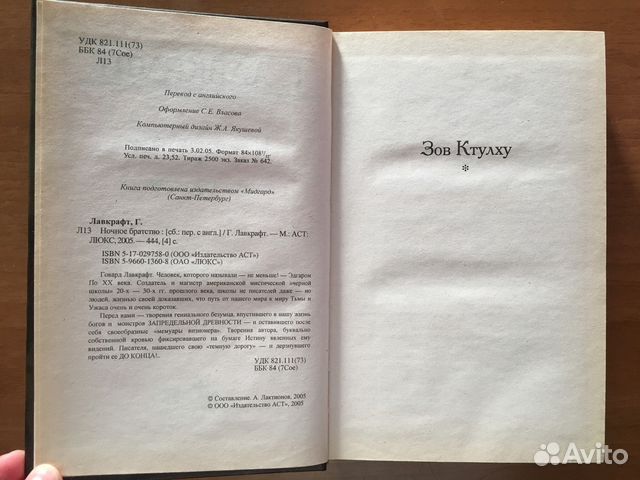 УДК 821.111(73)
ББК 84 (7Сое)
Л13
Перевод с английского
Оформление С.Е. Власова
Компьютерный дизайн Ж.А. Якушевой
Подписано в печать 3.02.05. Формат 84×108 1/32
Усл. печ. л. 23,52. Тираж 2500 экз. Заказ № 642.
Книга подготовлена издательством «Мидгард»
(Санкт-Петербург)
Лавкрафт, Г.
Л13 Ночное братство : [сб.: пер. с англ.] / Г. Лавкрафт. — М.: АСТ:
ЛЮКС, 2005. — 444, [4] с.
ISBN 5-17-029758-0 (ООО «Издательство АСТ»)
ISBN 5-9660-1360-8 (ОАО «ЛЮКС»)
Говард Лавкрафт. Человек, которого называли — не меньше! — Эдгаром
По XX века. Создатель и магистр американской мистической «черной
школы» 20-х — 30-х гг. прошлого века, школы не писателей даже — но
людей, жизнью своей доказавших, что путь от нашего мира к миру Тьмы и
Ужаса очень и очень короток.
Перед вами — творения гениального безумца, впустившего в нашу жизнь
богов и монстров ЗАПРЕДЕЛЬНОЙ ДРЕВНОСТИ — и оставившего после
себя своеобразные «мемуары визионера». Творения автора, буквально
собственной кровью фиксировавшего на бумаге Истину явленных ему
видений. Писателя, нашедшего свою «темную дорогу» — и дерзнувшего
пройти ее ДО КОНЦА!..
УДК 821.111(73)
ББК 84 (7Сое)
© Составление. А. Лактионов, 2005
© ООО «Издательство АСТ», 2005
Зов Ктулху
*
Avito